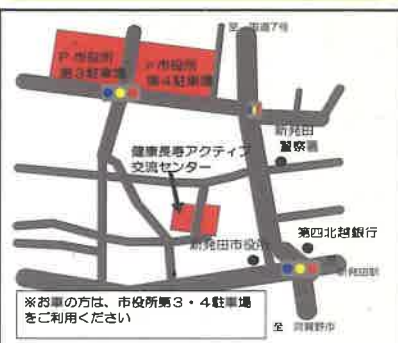 至 国道7号
P 市役所
第3駐車場
P 市役所
第4駐車場
新発田
警察署
健康長寿アクティブ
交流センター
新発田市役所
第四北越銀行
新発田駅
※お車の方は、市役所第3・4駐車場
をご利用ください
至 阿賀野市